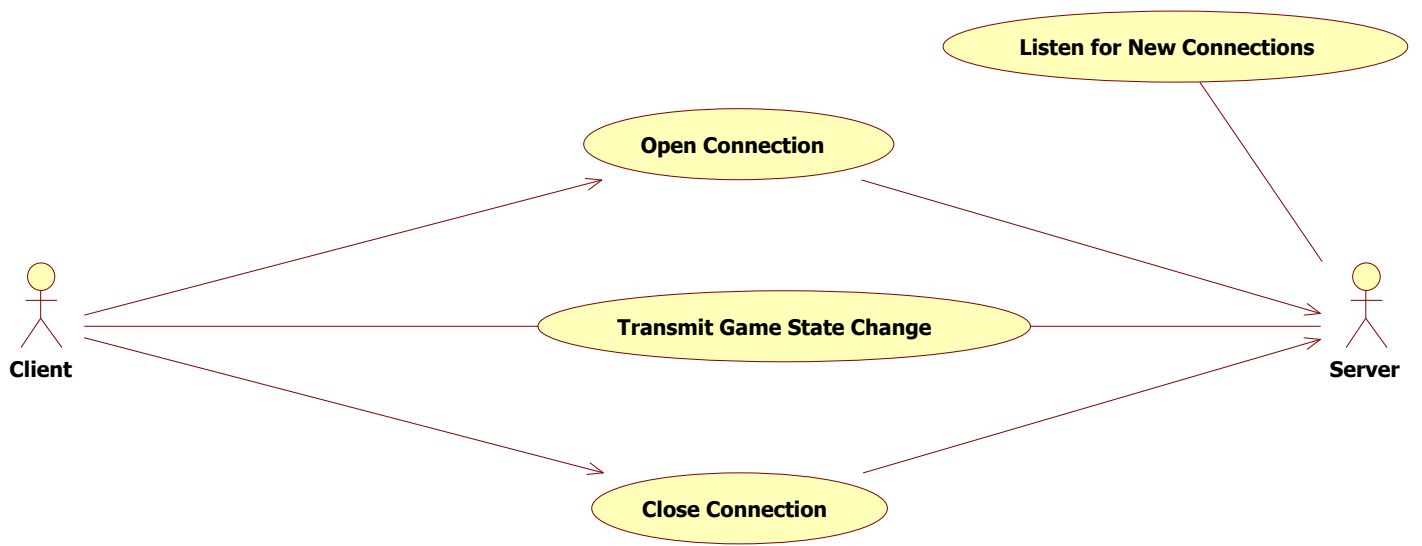 Listen for New Connections
Open Connection
Transmit Game State Change
Client
Server
Close Connection